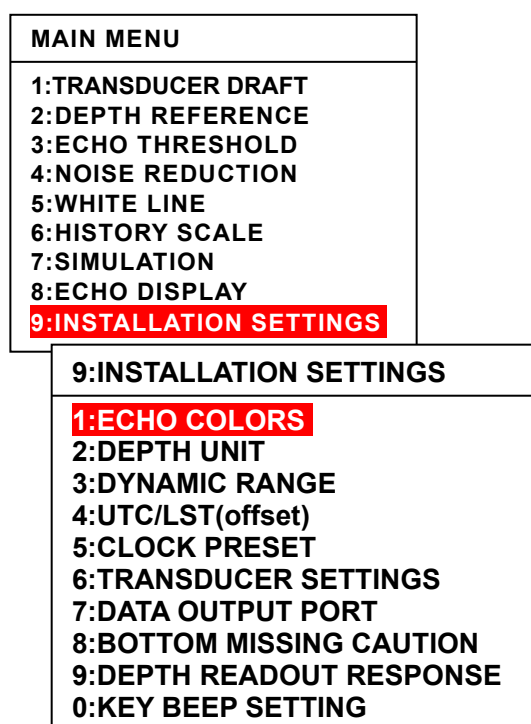 MAIN MENU
1:TRANSDUCER DRAFT
2:DEPTH REFERENCE
3:ECHO THRESHOLD
4:NOISE REDUCTION
5:WHITE LINE
6:HISTORY SCALE
7:SIMULATION
8:ECHO DISPLAY
9:INSTALLATION SETTINGS
9:INSTALLATION SETTINGS
1:ECHO COLORS
2:DEPTH UNIT
3:DYNAMIC RANGE
4:UTC/LST(offset)
5:CLOCK PRESET
6:TRANSDUCER SETTINGS
7:DATA OUTPUT PORT
8:BOTTOM MISSING CAUTION
9:DEPTH READOUT RESPONSE
0:KEY BEEP SETTING